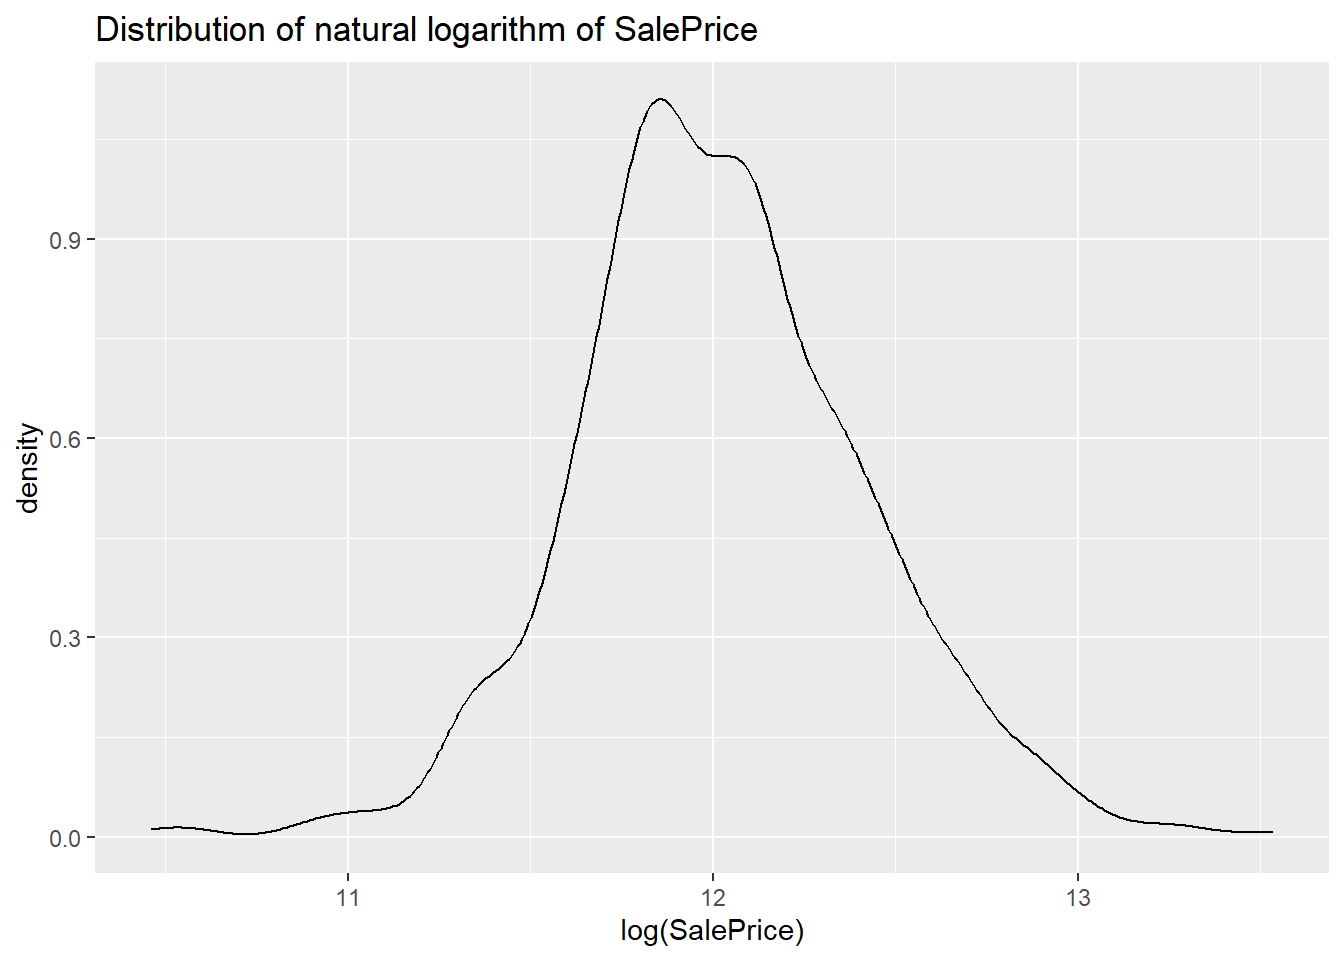 Distribution of natural logarithm of SalePrice
density
0.9
0.6
0.3
0.0
11 12 13
log(SalePrice)